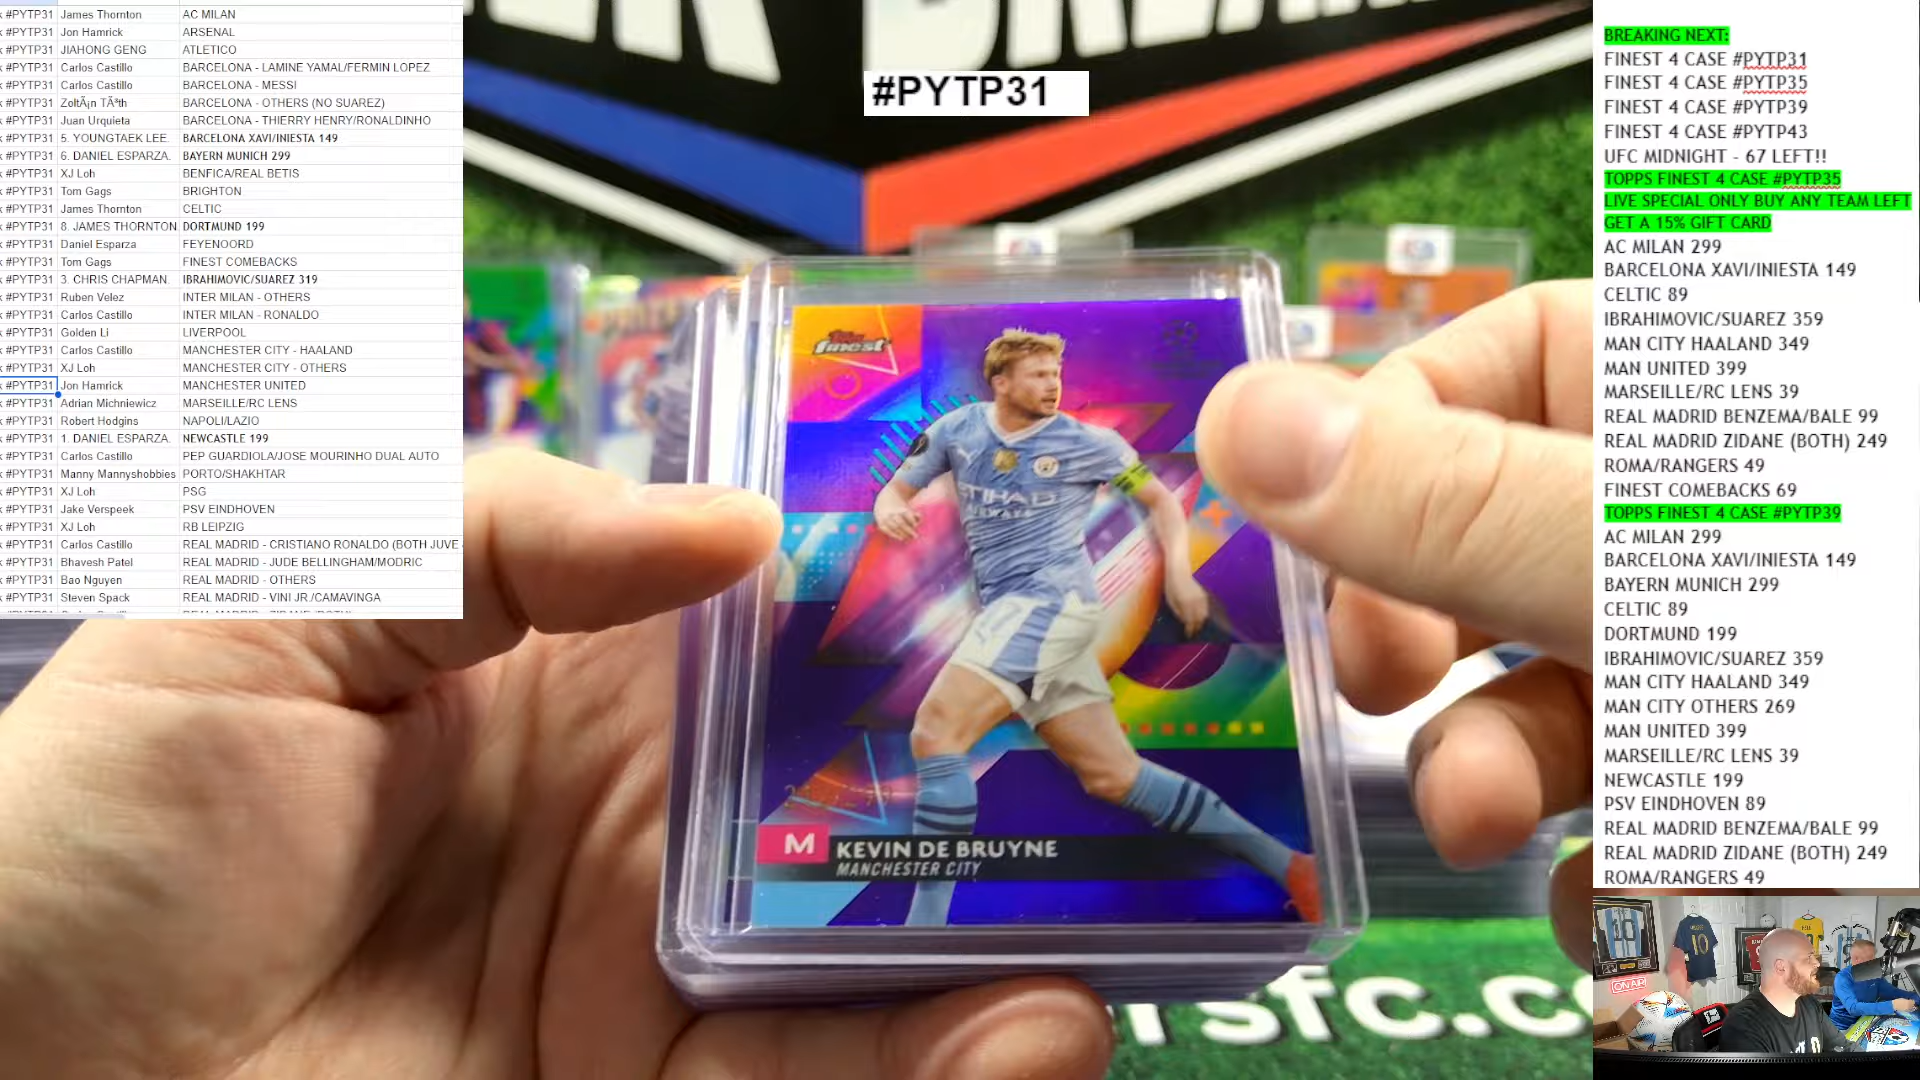 #PYTP31 James Thornton AC MILAN
#PYTP31 Jon Hamrick ARSENAL
#PYTP31 JIAHONG GENG ATLETICO
#PYTP31 Carlos Castillo BARCELONA - LAMINE YAMAL/FERMIN LOPEZ
#PYTP31 Carlos Castillo BARCELONA - MESSI
#PYTP31 ZoltÃ¡n TÃ³th BARCELONA - OTHERS (NO SUAREZ)
#PYTP31 Juan Urquieta BARCELONA - THIERRY HENRY/RONALDINHO
#PYTP31 5. YOUNGTAEK LEE. BARCELONA XAVI/INIESTA 149
#PYTP31 6. DANIEL ESPARZA. BAYERN MUNICH 299
#PYTP31 XJ Loh BENFICA/REAL BETIS
#PYTP31 Tom Gags BRIGHTON
#PYTP31 James Thornton CELTIC
#PYTP31 8. JAMES THORNTON. DORTMUND 199
#PYTP31 Daniel Esparza FEYENOORD
#PYTP31 Tom Gags FINEST COMEBACKS
#PYTP31 3. CHRIS CHAPMAN. IBRAHIMOVIC/SUAREZ 319
#PYTP31 Ruben Velez INTER MILAN - OTHERS
#PYTP31 Carlos Castillo INTER MILAN - RONALDO
#PYTP31 Golden Li LIVERPOOL
#PYTP31 Carlos Castillo MANCHESTER CITY - HAALAND
#PYTP31 XJ Loh MANCHESTER CITY - OTHERS
#PYTP31 Jon Hamrick MANCHESTER UNITED
#PYTP31 Adrian Michniewicz MARSEILLE/RC LENS
#PYTP31 Robert Hodgins NAPOLI/LAZIO
#PYTP31 1. DANIEL ESPARZA. NEWCASTLE 199
#PYTP31 Carlos Castillo PEP GUARDIOLA/JOSE MOURINHO DUAL AUTO
#PYTP31 Manny Mannyshobbies PORTO/SHAKHTAR
#PYTP31 XJ Loh PSG
#PYTP31 Jake Verspeek PSV EINDHOVEN
#PYTP31 XJ Loh RB LEIPZIG
#PYTP31 Carlos Castillo REAL MADRID - CRISTIANO RONALDO (BOTH JUVE
#PYTP31 Bhavesh Patel REAL MADRID - JUDE BELLINGHAM/MODRIC
#PYTP31 Bao Nguyen REAL MADRID - OTHERS
#PYTP31 Steven Spack REAL MADRID - VINI JR./CAMAVINGA
#PYTP31
Topps finest
ETIHAD
AIRWAYS
M KEVIN DE BRUYNE
MANCHESTER CITY
BREAKING NEXT:
FINEST 4 CASE #PYTP31
FINEST 4 CASE #PYTP35
FINEST 4 CASE #PYTP39
FINEST 4 CASE #PYTP43
UFC MIDNIGHT - 67 LEFT!!
TOPPS FINEST 4 CASE #PYTP35
LIVE SPECIAL ONLY BUY ANY TEAM LEFT
GET A 15% GIFT CARD
AC MILAN 299
BARCELONA XAVI/INIESTA 149
CELTIC 89
IBRAHIMOVIC/SUAREZ 359
MAN CITY HAALAND 349
MAN UNITED 399
MARSEILLE/RC LENS 39
REAL MADRID BENZEMA/BALE 99
REAL MADRID ZIDANE (BOTH) 249
ROMA/RANGERS 49
FINEST COMEBACKS 69
TOPPS FINEST 4 CASE #PYTP39
AC MILAN 299
BARCELONA XAVI/INIESTA 149
BAYERN MUNICH 299
CELTIC 89
DORTMUND 199
IBRAHIMOVIC/SUAREZ 359
MAN CITY HAALAND 349
MAN CITY OTHERS 269
MAN UNITED 399
MARSEILLE/RC LENS 39
NEWCASTLE 199
PSV EINDHOVEN 89
REAL MADRID BENZEMA/BALE 99
REAL MADRID ZIDANE (BOTH) 249
ROMA/RANGERS 49
ON AIR
10